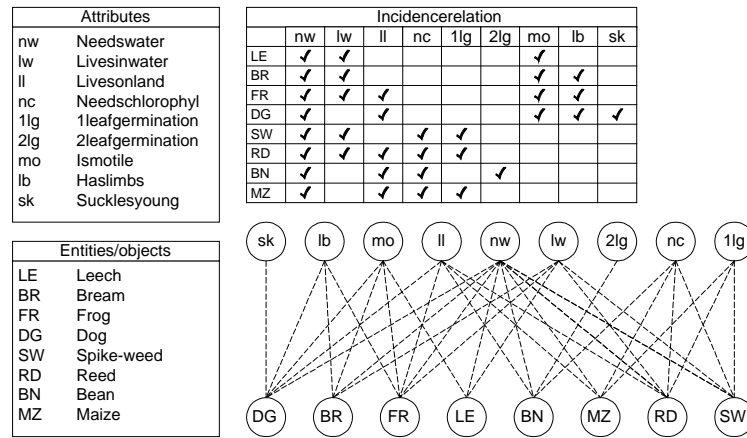 Attributes
nw Needswater
lw Livesinwater
ll Livesonland
nc Needschlorophyl
1lg 1leafgermination
2lg 2leafgermination
mo Ismotile
lb Haslimbs
sk Sucklesyoung
Incidencerelation
nw lw ll nc 1lg 2lg mo lb sk
LE ✓ ✓ ✓
BR ✓ ✓ ✓ ✓
FR ✓ ✓ ✓ ✓ ✓
DG ✓ ✓ ✓ ✓ ✓
SW ✓ ✓ ✓ ✓
RD ✓ ✓ ✓ ✓ ✓
BN ✓ ✓ ✓ ✓
MZ ✓ ✓ ✓ ✓
Entities/objects
LE Leech
BR Bream
FR Frog
DG Dog
SW Spike-weed
RD Reed
BN Bean
MZ Maize
sk lb mo ll nw lw 2lg nc 1lg
DG BR FR LE BN MZ RD SW